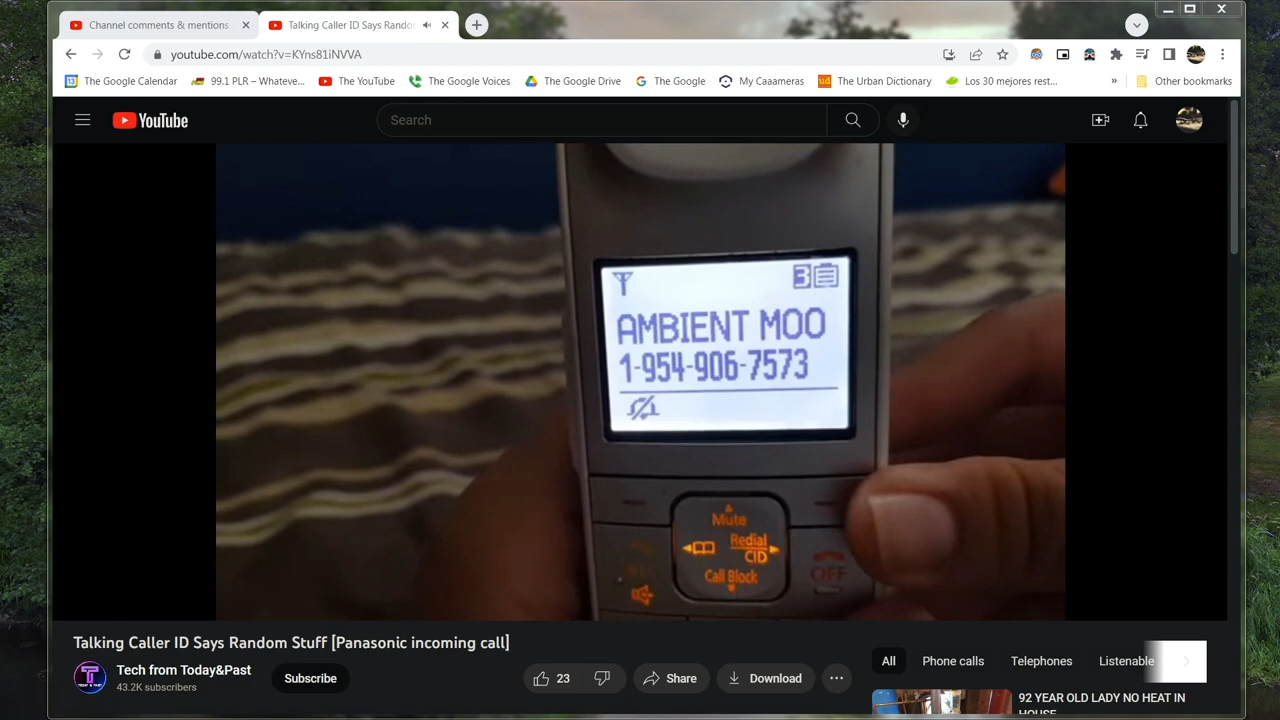 Channel comments & mentions
Talking Caller ID Says Rando
youtube.com/watch?v=KYns81iNVVA
The Google Calendar
99.1 PLR – Whateve...
The YouTube
The Google Voices
The Google Drive
The Google
My Caaameras
The Urban Dictionary
Los 30 mejores rest...
»
Other bookmarks
YouTube
Search
3
AMBIENT MOO
1-954-906-7573
Mute
Redial
CID
Call Block
OFF
Talking Caller ID Says Random Stuff [Panasonic incoming call]
Tech from Today&Past
43.2K subscribers
Subscribe
23
Share
Download
All
Phone calls
Telephones
Listenable
92 YEAR OLD LADY NO HEAT IN
HOUSE